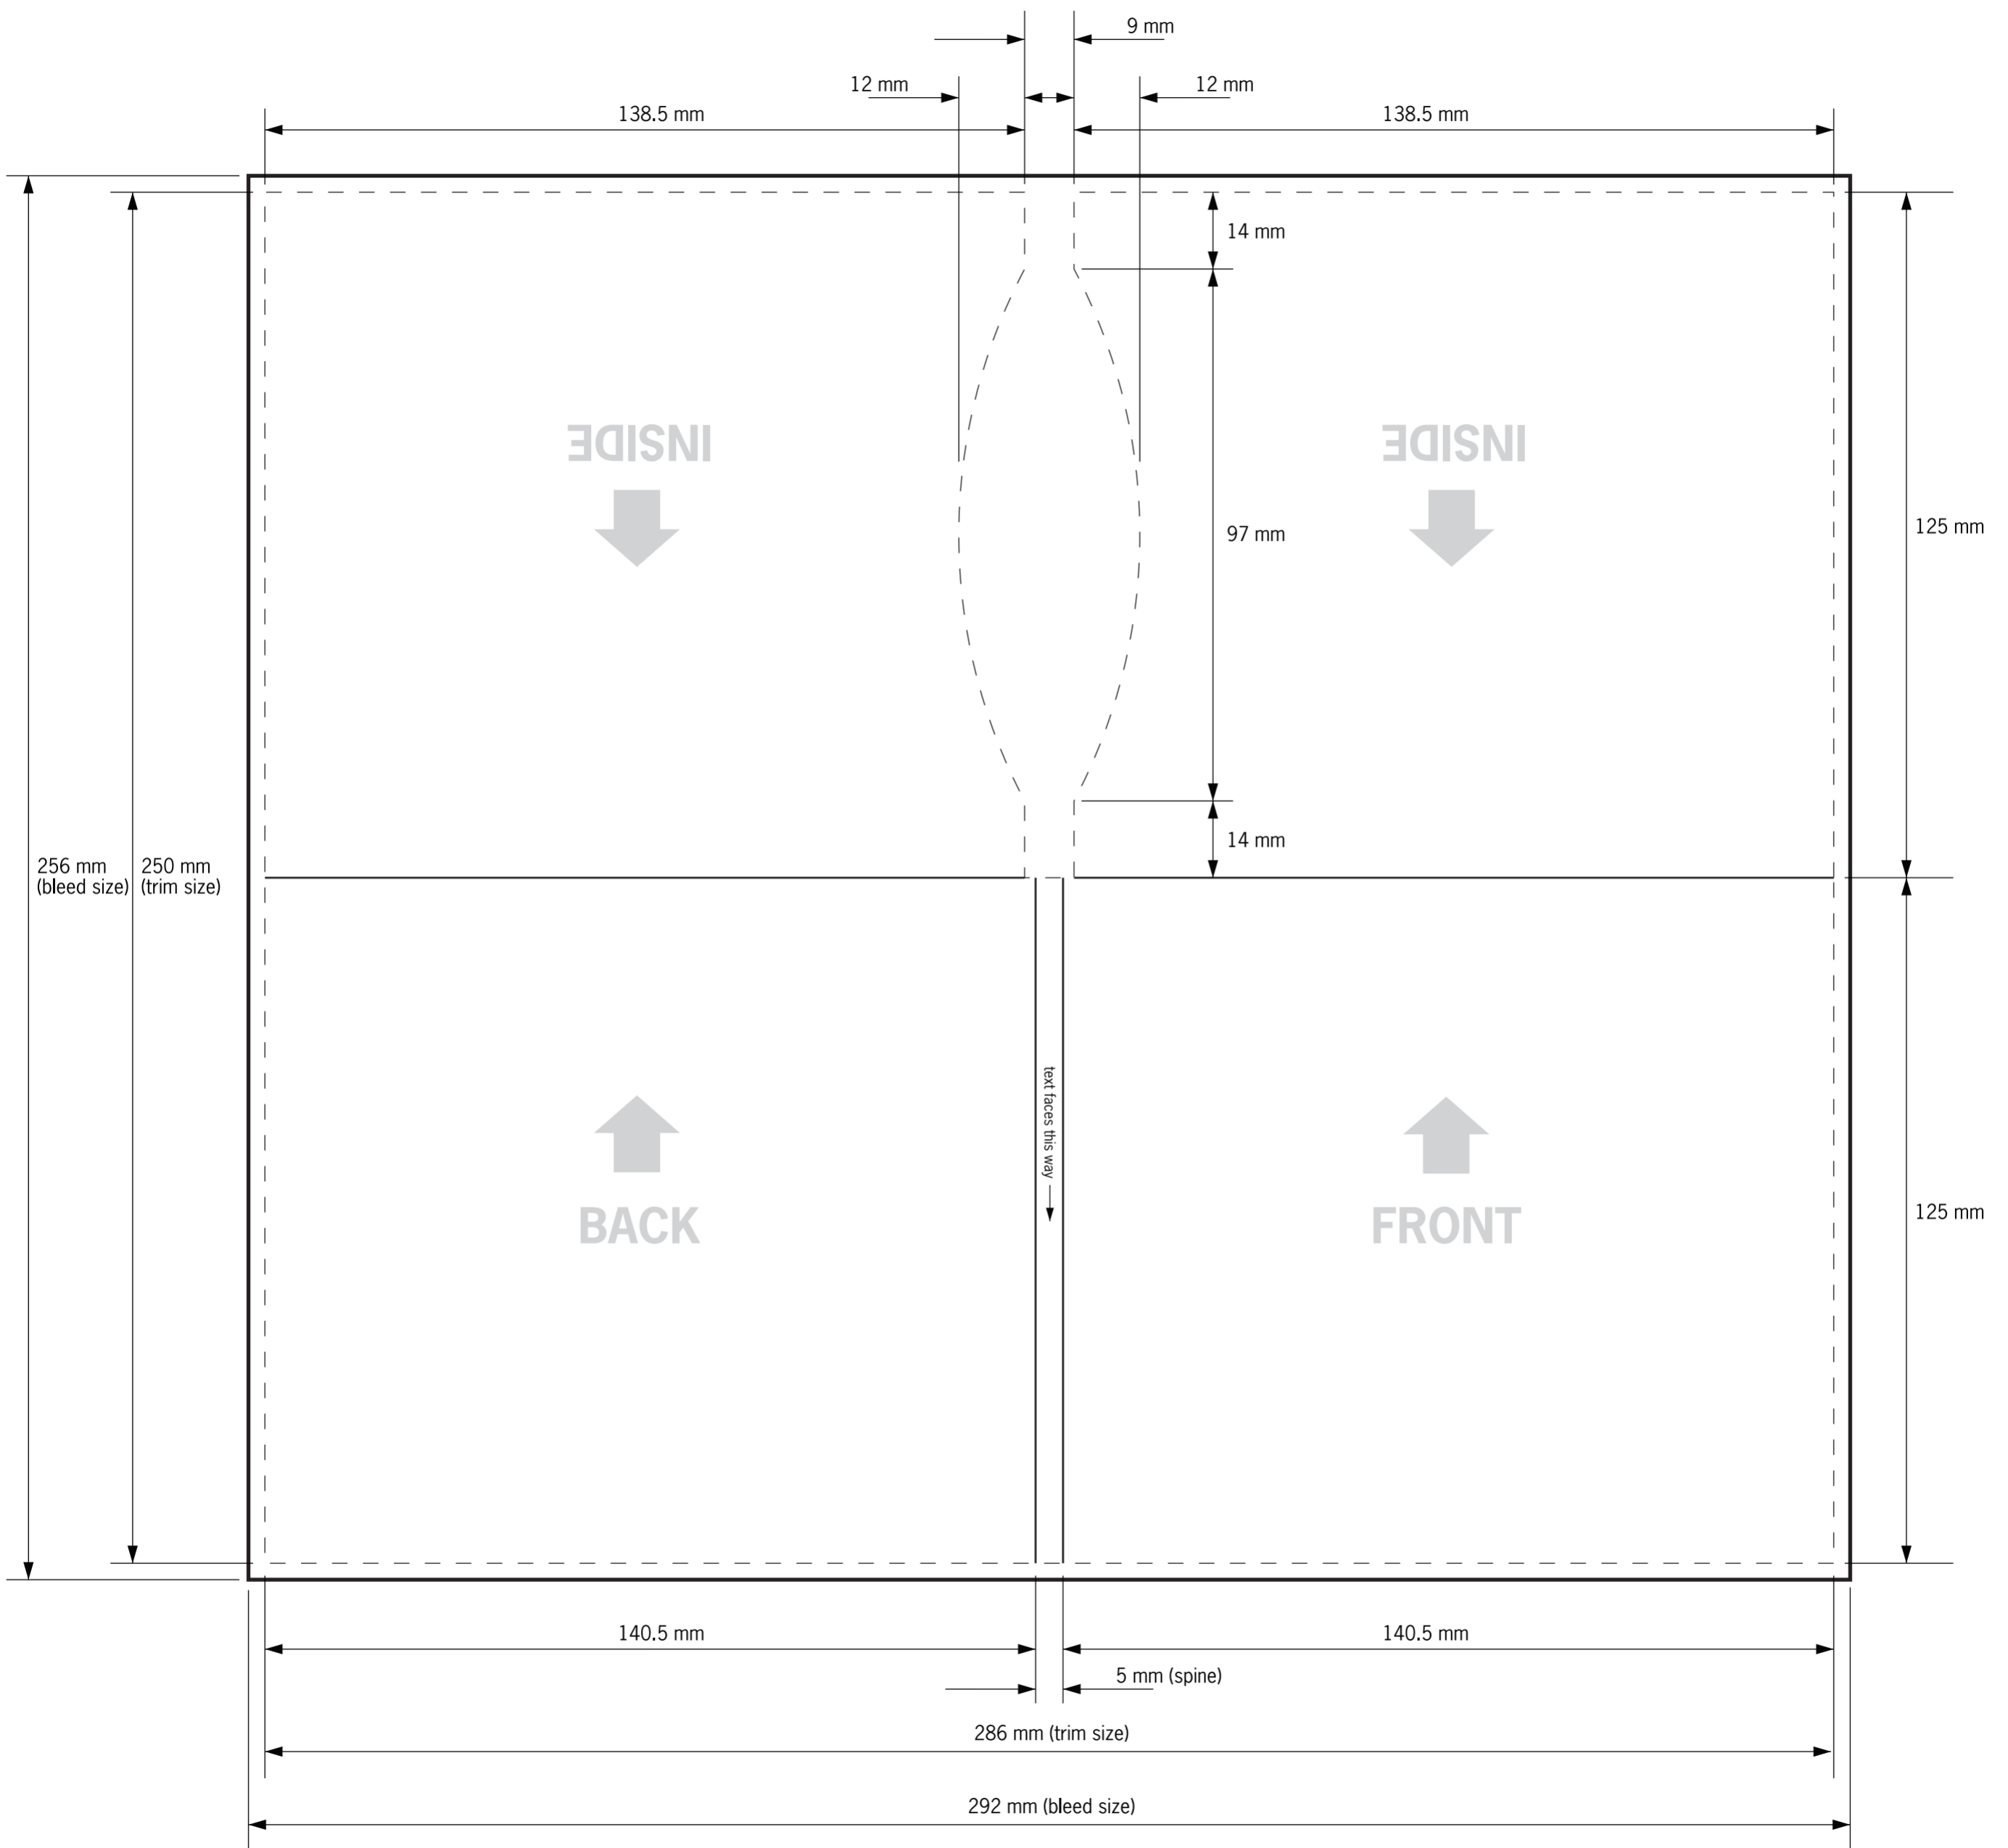 9 mm
12 mm
12 mm
138.5 mm
138.5 mm
14 mm
INSIDE
INSIDE
97 mm
125 mm
14 mm
256 mm
(bleed size)
250 mm
(trim size)
text faces this way
BACK
FRONT
125 mm
140.5 mm
140.5 mm
5 mm (spine)
286 mm (trim size)
292 mm (bleed size)